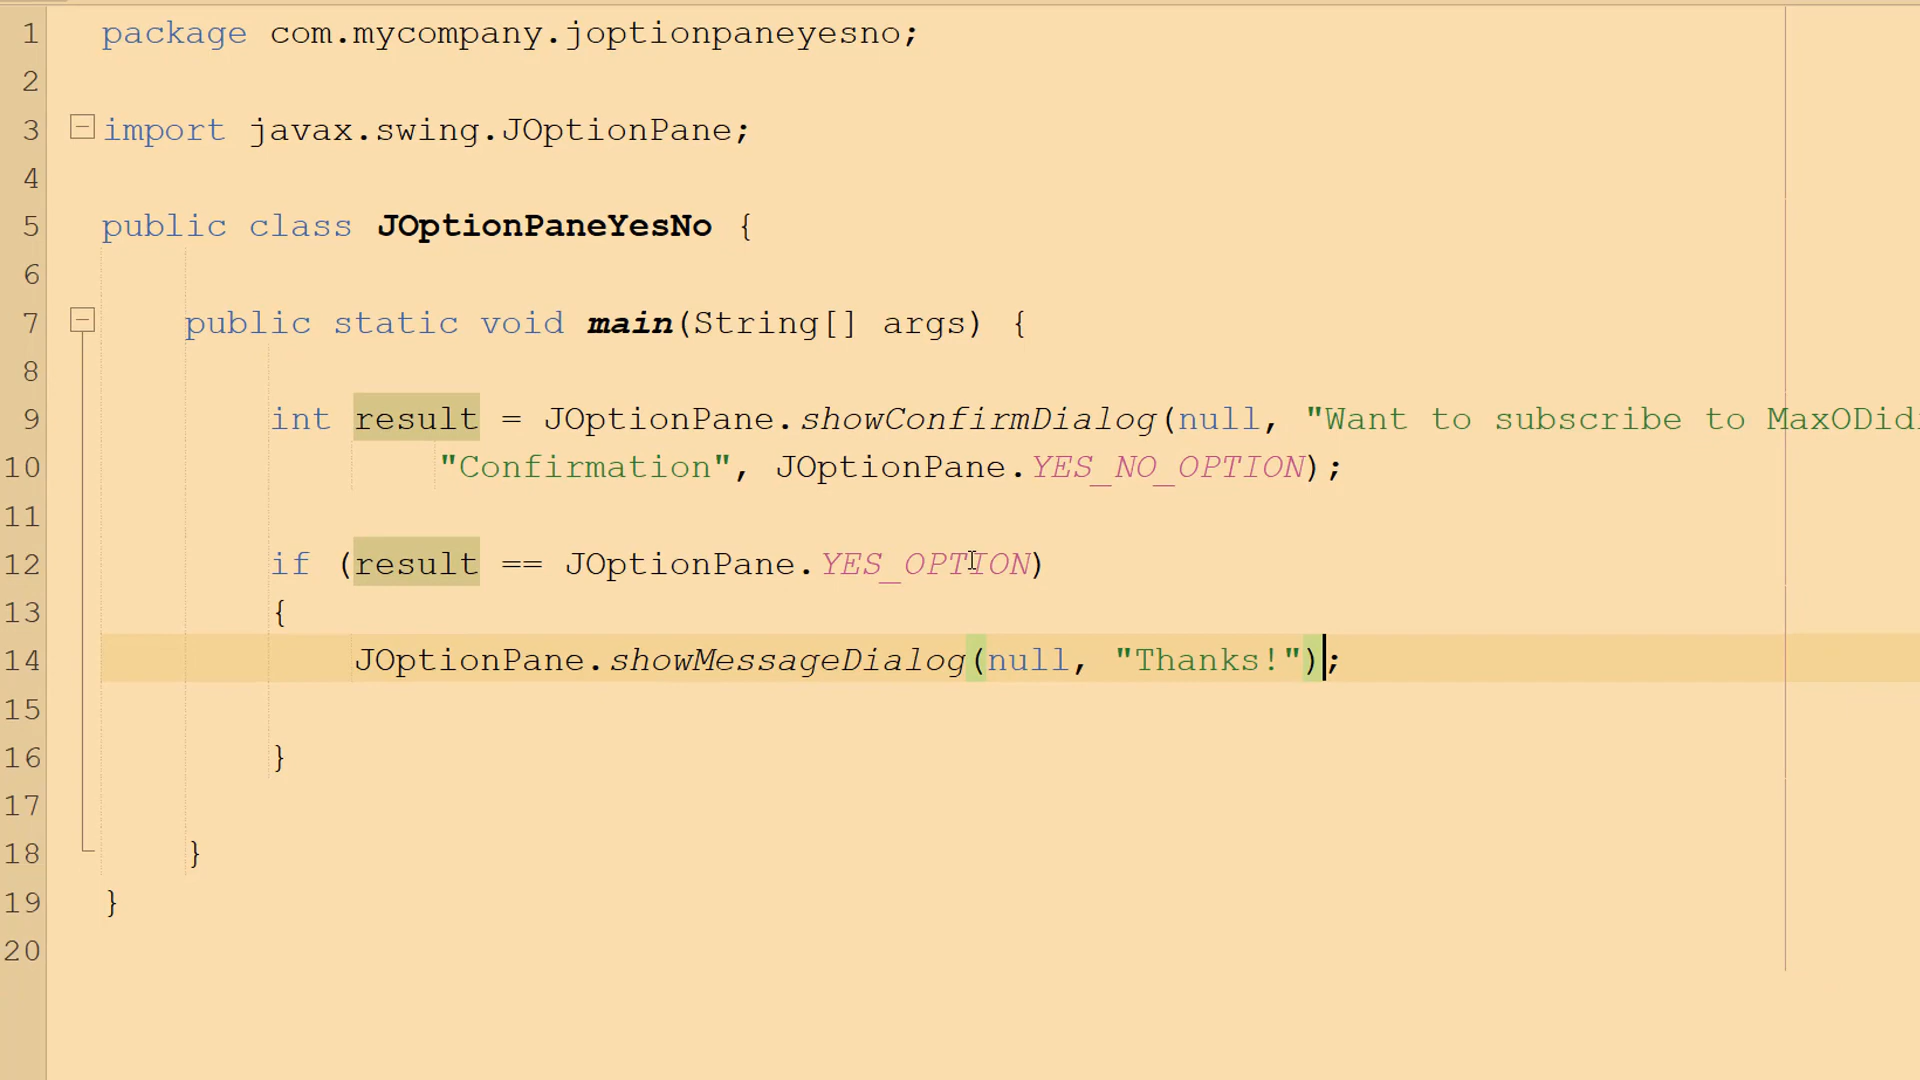 1 package com.mycompany.joptionpaneyesno;
2
3 import javax.swing.JOptionPane;
4
5 public class JOptionPaneYesNo {
6
7 public static void main(String[] args) {
8
9 int result = JOptionPane.showConfirmDialog(null, "Want to subscribe to MaxODidi
10 "Confirmation", JOptionPane.YES_NO_OPTION);
11
12 if (result == JOptionPane.YES_OPTION)
13 {
14 JOptionPane.showMessageDialog(null, "Thanks!");
15
16 }
17
18 }
19 }
20